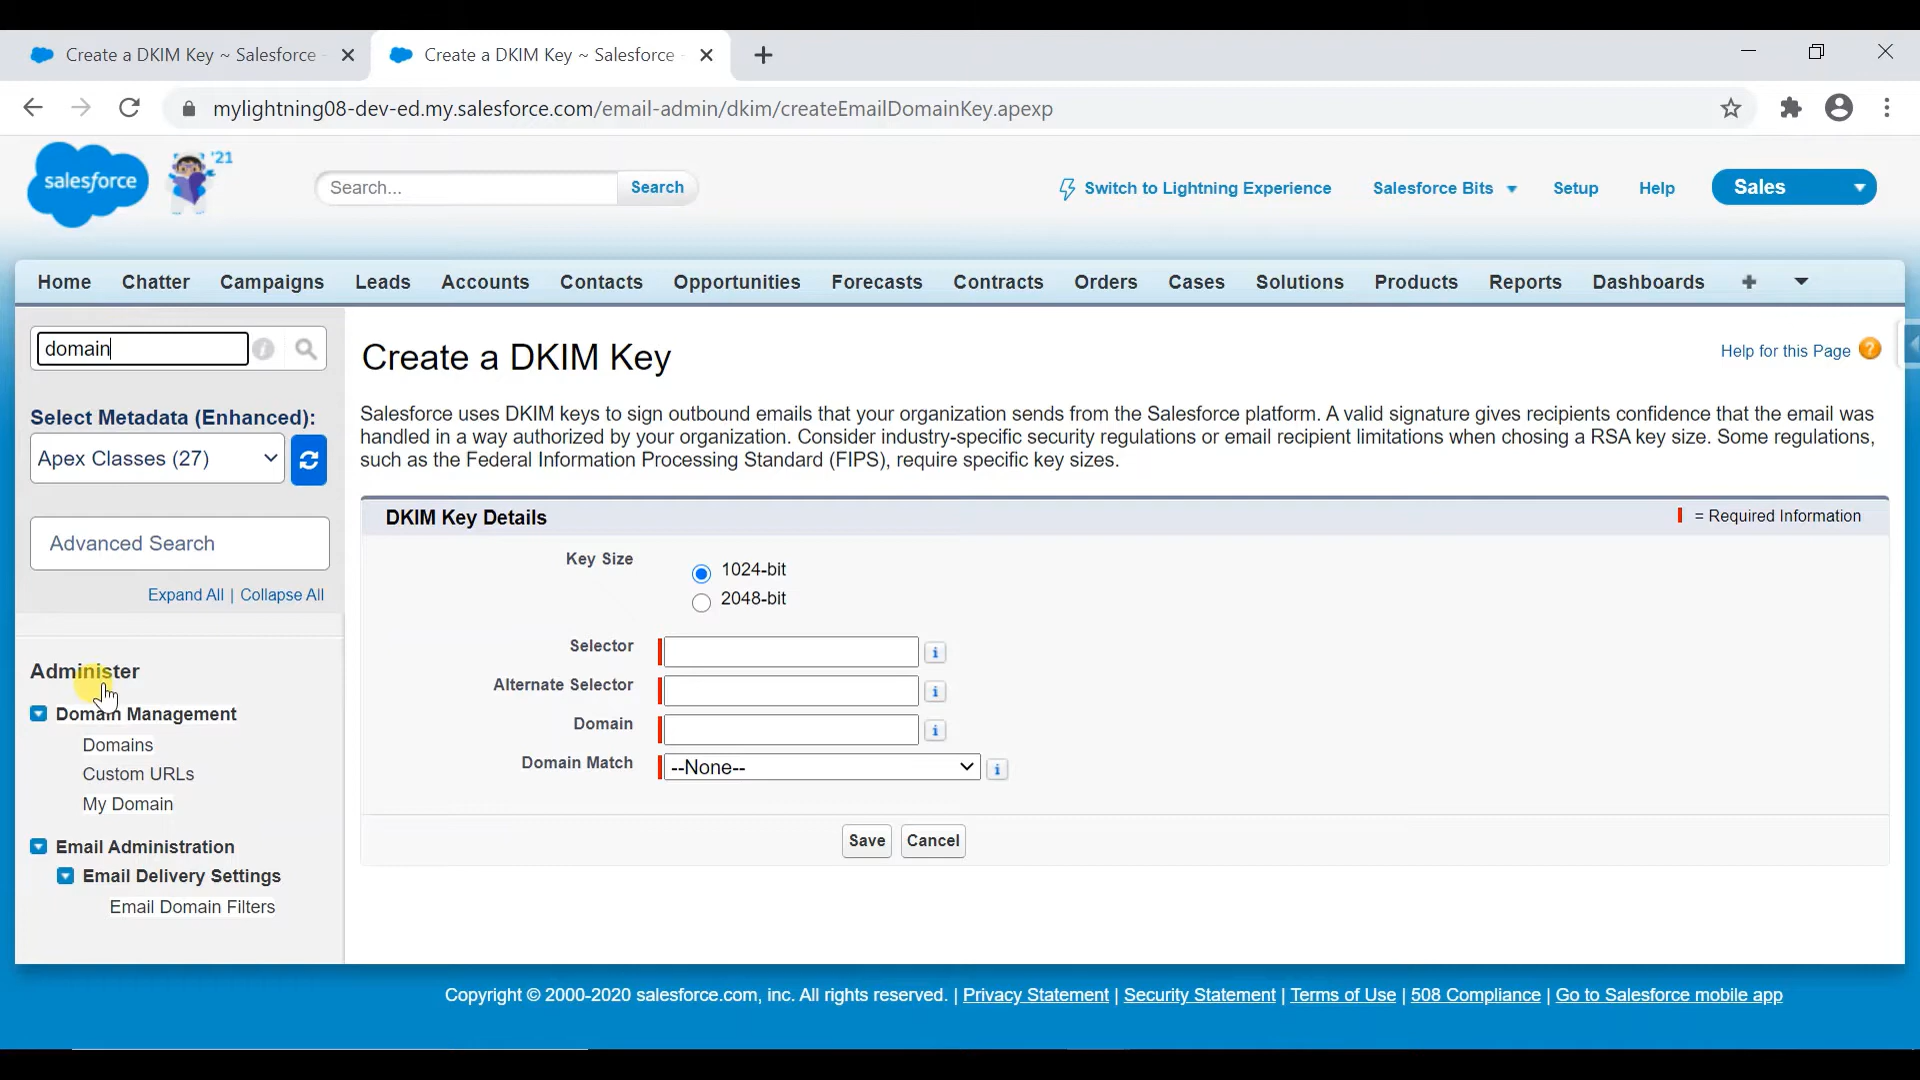 Create a DKIM Key ~ Salesforce
Create a DKIM Key ~ Salesforce
mylightning08-dev-ed.my.salesforce.com/email-admin/dkim/createEmailDomainKey.apexp
salesforce
'21
Search...
Search
Switch to Lightning Experience
Salesforce Bits
Setup
Help
Sales
Home
Chatter
Campaigns
Leads
Accounts
Contacts
Opportunities
Forecasts
Contracts
Orders
Cases
Solutions
Products
Reports
Dashboards
domain
Select Metadata (Enhanced):
Apex Classes (27)
Advanced Search
Expand All | Collapse All
Administer
Domain Management
Domains
Custom URLs
My Domain
Email Administration
Email Delivery Settings
Email Domain Filters
Create a DKIM Key
Help for this Page
Salesforce uses DKIM keys to sign outbound emails that your organization sends from the Salesforce platform. A valid signature gives recipients confidence that the email was
handled in a way authorized by your organization. Consider industry-specific security regulations or email recipient limitations when chosing a RSA key size. Some regulations,
such as the Federal Information Processing Standard (FIPS), require specific key sizes.
DKIM Key Details
= Required Information
Key Size
1024-bit
2048-bit
Selector
Alternate Selector
Domain
Domain Match
--None--
Save
Cancel
Copyright © 2000-2020 salesforce.com, inc. All rights reserved. | Privacy Statement | Security Statement | Terms of Use | 508 Compliance | Go to Salesforce mobile app